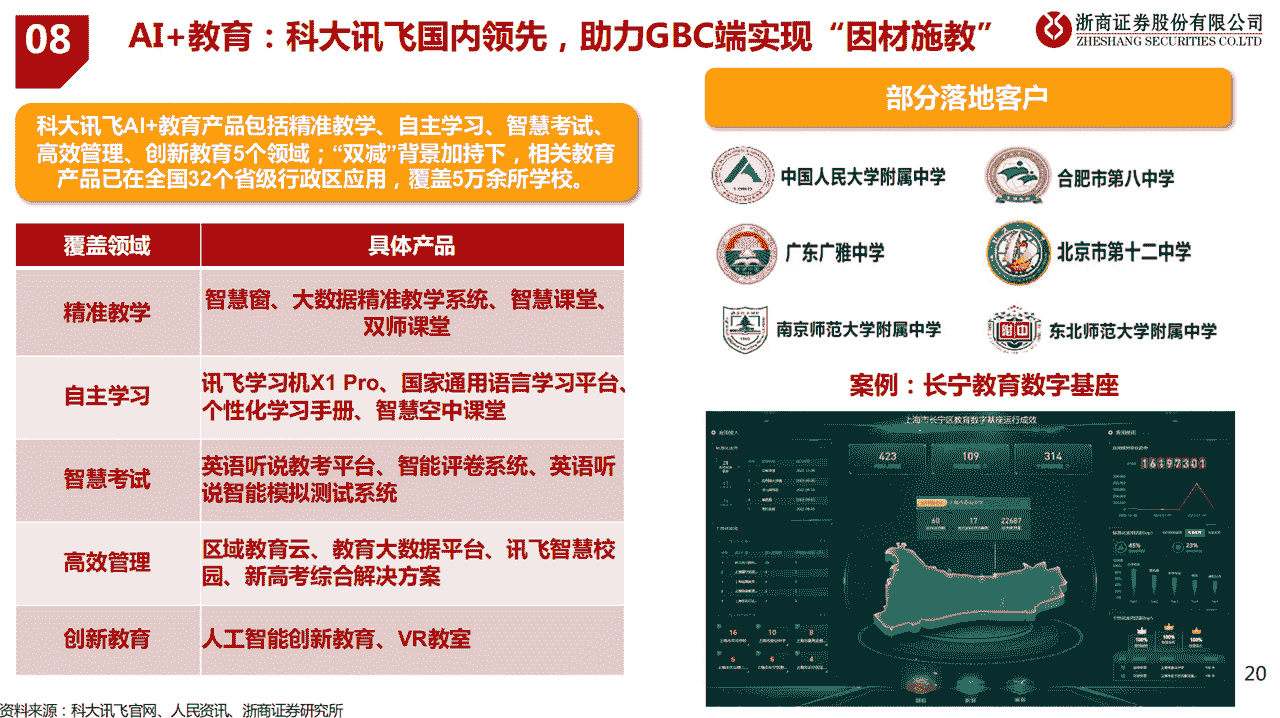 08
AI+教育：科大讯飞国内领先，助力GBC端实现“因材施教”
浙商证券股份有限公司
ZHESHANG SECURITIES CO.LTD
科大讯飞AI+教育产品包括精准教学、自主学习、智慧考试、
高效管理、创新教育5个领域；“双减”背景加持下，相关教育
产品已在全国32个省级行政区应用，覆盖5万余所学校。
覆盖领域
具体产品
精准教学
智慧窗、大数据精准教学系统、智慧课堂、
双师课堂
自主学习
讯飞学习机X1 Pro、国家通用语言学习平台、
个性化学习手册、智慧空中课堂
智慧考试
英语听说教考平台、智能评卷系统、英语听
说智能模拟测试系统
高效管理
区域教育云、教育大数据平台、讯飞智慧校
园、新高考综合解决方案
创新教育
人工智能创新教育、VR教室
部分落地客户
中国人民大学附属中学
合肥市第八中学
广东广雅中学
北京市第十二中学
南京师范大学附属中学
附中
东北师范大学附属中学
案例：长宁教育数字基座
上海市长宁区教育数字基座运行成效
423
109
314
16197301
60
17
22687
45%
23%
16
10
8
6
6
4
100%
100%
100%
20
资料来源：科大讯飞官网、人民资讯、浙商证券研究所